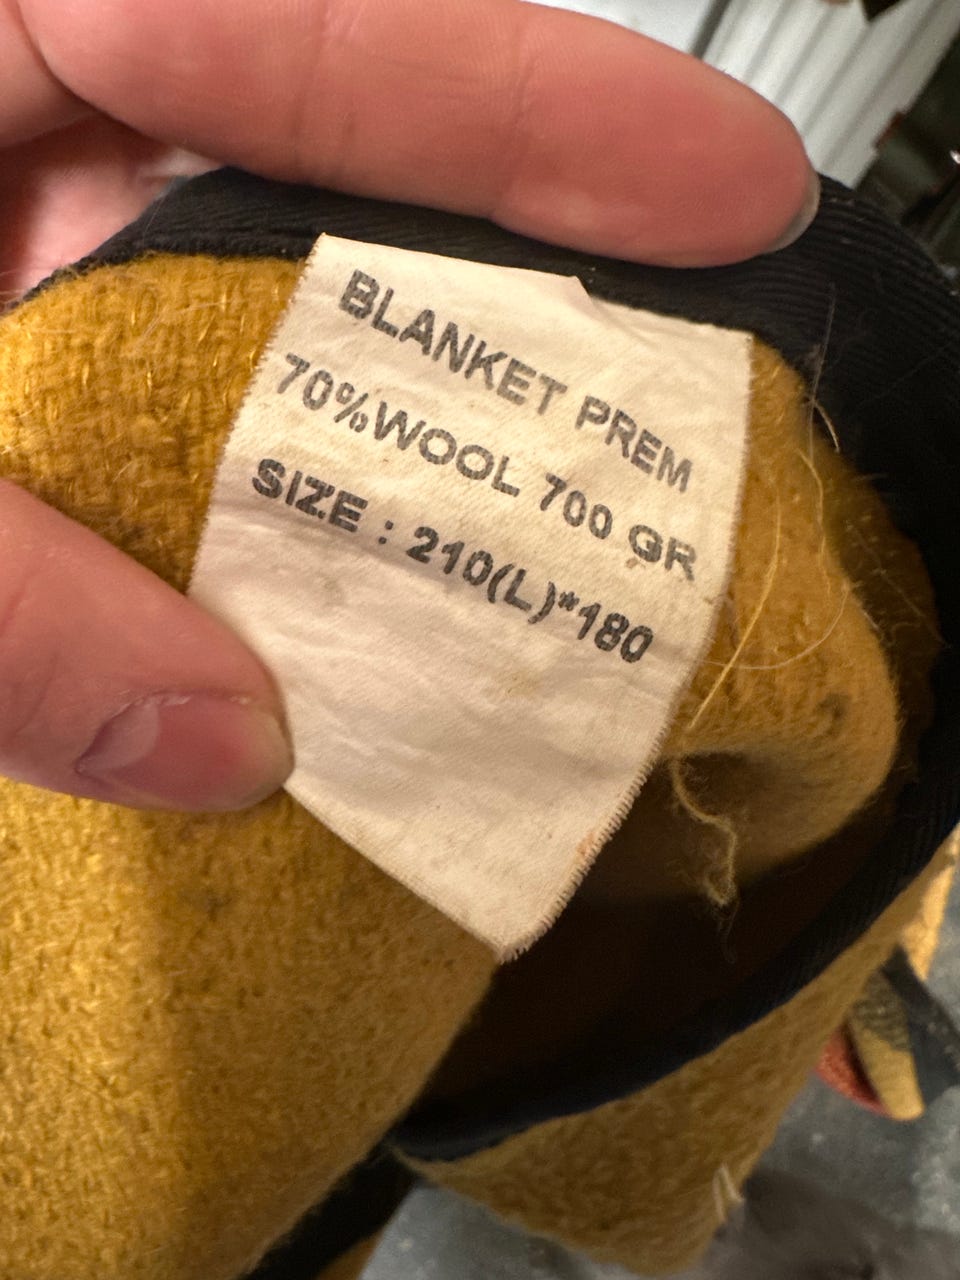 BLANKET PREM
70%WOOL 700 GR
SIZE : 210(L)*180